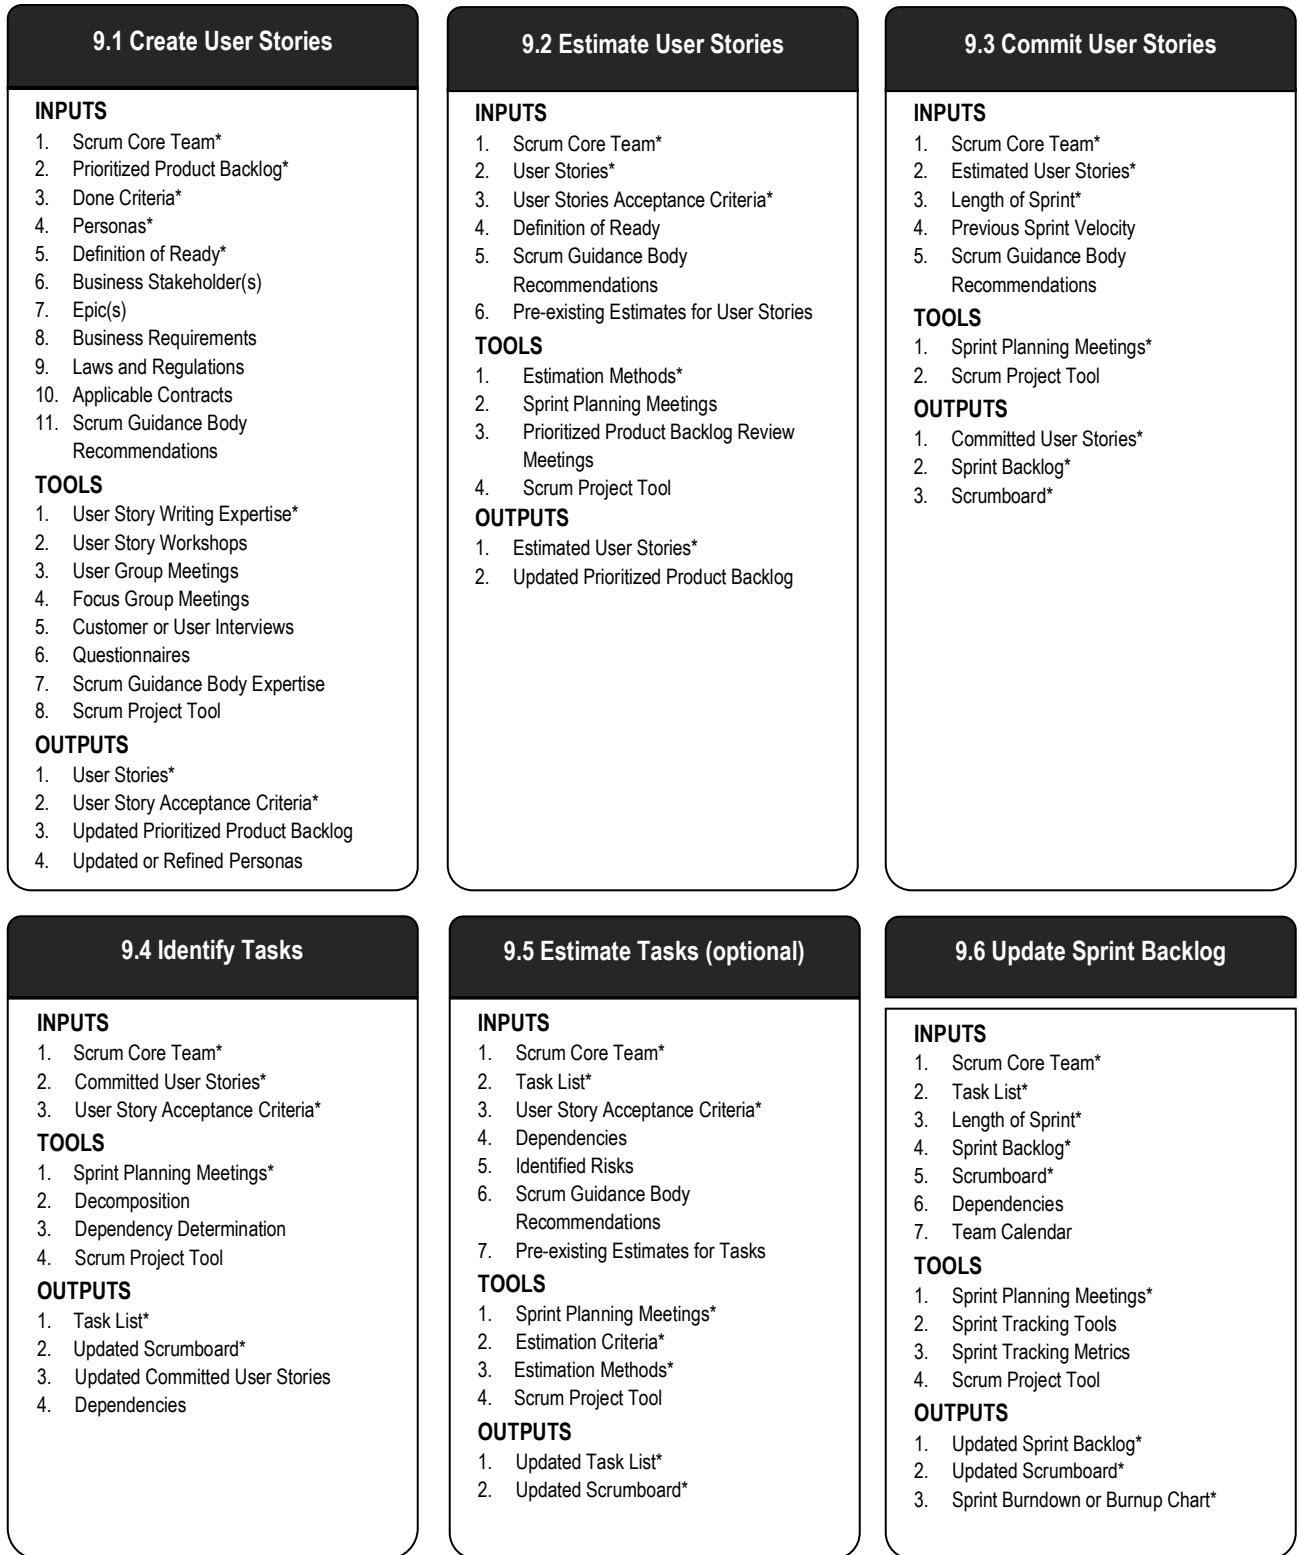 9.1 Create User Stories
INPUTS
1. Scrum Core Team*
2. Prioritized Product Backlog*
3. Done Criteria*
4. Personas*
5. Definition of Ready*
6. Business Stakeholder(s)
7. Epic(s)
8. Business Requirements
9. Laws and Regulations
10. Applicable Contracts
11. Scrum Guidance Body
Recommendations
TOOLS
1. User Story Writing Expertise*
2. User Story Workshops
3. User Group Meetings
4. Focus Group Meetings
5. Customer or User Interviews
6. Questionnaires
7. Scrum Guidance Body Expertise
8. Scrum Project Tool
OUTPUTS
1. User Stories*
2. User Story Acceptance Criteria*
3. Updated Prioritized Product Backlog
4. Updated or Refined Personas
9.2 Estimate User Stories
INPUTS
1. Scrum Core Team*
2. User Stories*
3. User Stories Acceptance Criteria*
4. Definition of Ready
5. Scrum Guidance Body
Recommendations
6. Pre-existing Estimates for User Stories
TOOLS
1. Estimation Methods*
2. Sprint Planning Meetings
3. Prioritized Product Backlog Review
Meetings
4. Scrum Project Tool
OUTPUTS
1. Estimated User Stories*
2. Updated Prioritized Product Backlog
9.3 Commit User Stories
INPUTS
1. Scrum Core Team*
2. Estimated User Stories*
3. Length of Sprint*
4. Previous Sprint Velocity
5. Scrum Guidance Body
Recommendations
TOOLS
1. Sprint Planning Meetings*
2. Scrum Project Tool
OUTPUTS
1. Committed User Stories*
2. Sprint Backlog*
3. Scrumboard*
9.4 Identify Tasks
INPUTS
1. Scrum Core Team*
2. Committed User Stories*
3. User Story Acceptance Criteria*
TOOLS
1. Sprint Planning Meetings*
2. Decomposition
3. Dependency Determination
4. Scrum Project Tool
OUTPUTS
1. Task List*
2. Updated Scrumboard*
3. Updated Committed User Stories
4. Dependencies
9.5 Estimate Tasks (optional)
INPUTS
1. Scrum Core Team*
2. Task List*
3. User Story Acceptance Criteria*
4. Dependencies
5. Identified Risks
6. Scrum Guidance Body
Recommendations
7. Pre-existing Estimates for Tasks
TOOLS
1. Sprint Planning Meetings*
2. Estimation Criteria*
3. Estimation Methods*
4. Scrum Project Tool
OUTPUTS
1. Updated Task List*
2. Updated Scrumboard*
9.6 Update Sprint Backlog
INPUTS
1. Scrum Core Team*
2. Task List*
3. Length of Sprint*
4. Sprint Backlog*
5. Scrumboard*
6. Dependencies
7. Team Calendar
TOOLS
1. Sprint Planning Meetings*
2. Sprint Tracking Tools
3. Sprint Tracking Metrics
4. Scrum Project Tool
OUTPUTS
1. Updated Sprint Backlog*
2. Updated Scrumboard*
3. Sprint Burndown or Burnup Chart*